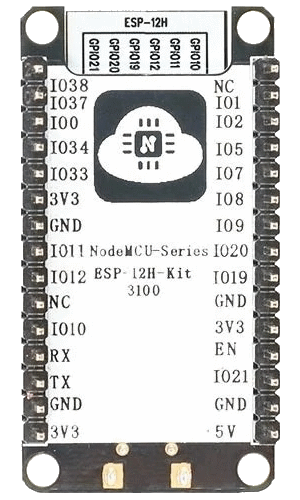 ESP-12H
GPIO21
GPIO20
GPIO19
GPIO12
GPIO11
GPIO10
IO38
NC
IO37
IO1
IO0
IO2
IO34
IO5
IO33
IO7
3V3
IO8
GND
IO9
IO11
NodeMCU-Series
IO20
IO12
ESP-12H-Kit
IO19
3100
NC
GND
IO10
3V3
RX
EN
TX
IO21
GND
GND
3V3
5V
N